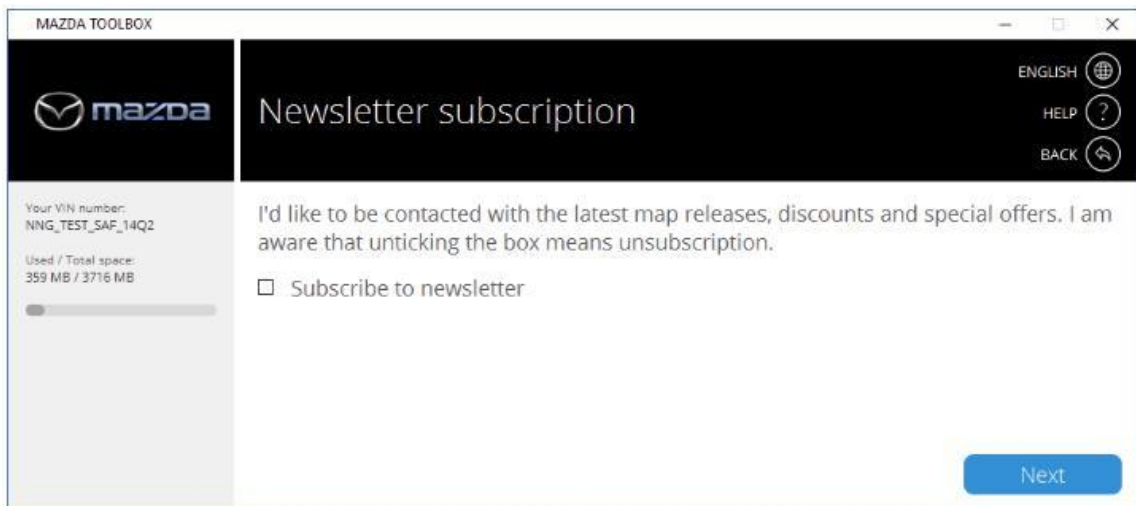 MAZDA TOOLBOX
mazda
Newsletter subscription
ENGLISH
HELP
?
BACK
Your VIN number:
NNG_TEST_SAF_14Q2
Used / Total space:
359 MB / 3716 MB
I'd like to be contacted with the latest map releases, discounts and special offers. I am
aware that unticking the box means unsubscription.
Subscribe to newsletter
Next